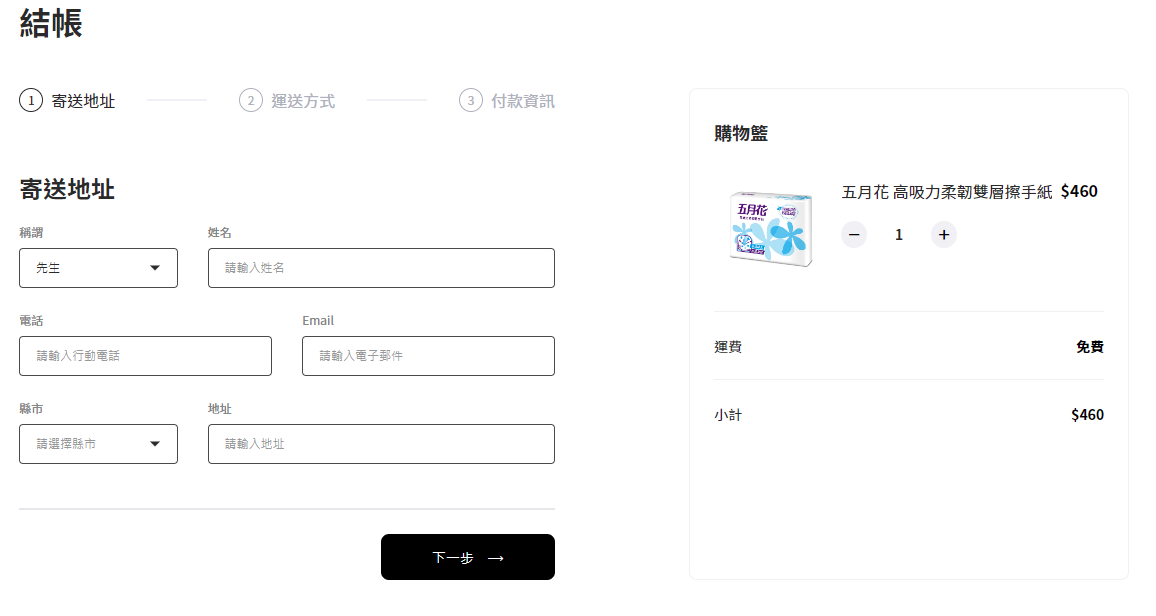 結帳
1 寄送地址
2 運送方式
3 付款資訊
寄送地址
稱謂
姓名
先生
請輸入姓名
電話
Email
請輸入行動電話
請輸入電子郵件
縣市
地址
請選擇縣市
請輸入地址
下一步 →
購物籃
五月花
五月花 高吸力柔韌雙層擦手紙 $460
− 1 +
運費 免費
小計 $460